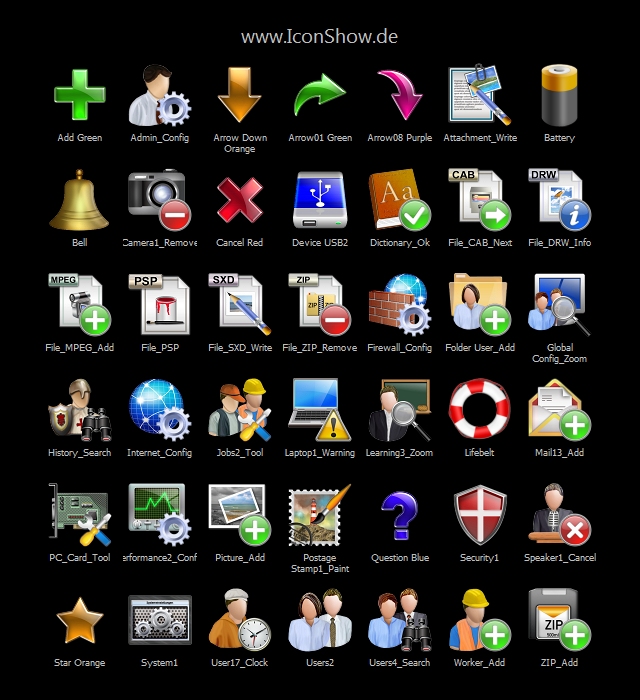 www.IconShow.de
Add Green
Admin_Config
Arrow Down
Orange
Arrow01 Green
Arrow08 Purple
Attachment_Write
Battery
Bell
Camera1_Remove
Cancel Red
Device USB2
Aa
Dictionary_Ok
CAB
File_CAB_Next
DRW
File_DRW_Info
MPEG
File_MPEG_Add
PSP
File_PSP
SXD
File_SXD_Write
ZIP
ZIP
File_ZIP_Remove
Firewall_Config
Folder User_Add
Global
Config_Zoom
History_Search
Internet_Config
Jobs2_Tool
Laptop1_Warning
Learning3_Zoom
Lifebelt
Mail13_Add
PC_Card_Tool
erformance2_Conf
Picture_Add
Postage
Stamp1_Paint
Question Blue
Security1
Speaker1_Cancel
Star Orange
System1
User17_Clock
Users2
Users4_Search
Worker_Add
ZIP
ZIP_Add